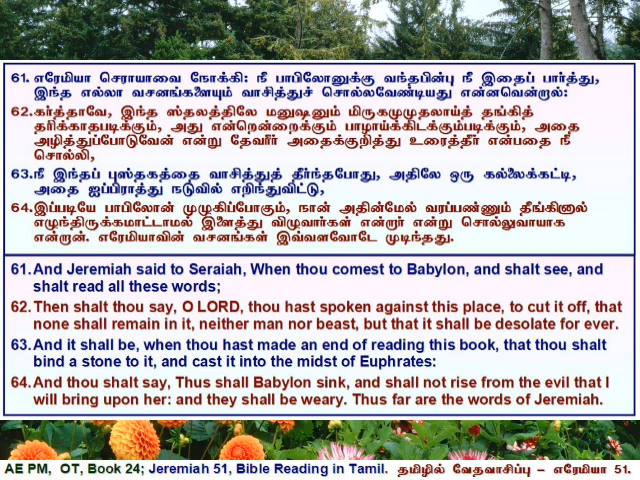 61. எரேமியா செராயாவை நோக்கி: நீ பாபிலோனுக்கு வந்தபின்பு நீ இதைப் பார்த்து,
இந்த எல்லா வசனங்களையும் வாசித்துச் சொல்லவேண்டியது என்னவென்றால்:
62. கர்த்தாவே, இந்த ஸ்தலத்திலே மனுஷனும் மிருகமுமுதலாய்த் தங்கித்
தரிக்காதபடிக்கும், அது என்றென்றைக்கும் பாழாய்க்கிடக்கும்படிக்கும், அதை
அழித்துப்போடுவேன் என்று தேவரீர் அதைக்குறித்து உரைத்தீர் என்பதை நீ
சொல்லி,
63. நீ இந்தப் புஸ்தகத்தை வாசித்துத் தீர்ந்தபோது, அதிலே ஒரு கல்லைக்கட்டி,
அதை ஐப்பிராத்து நடுவில் எறிந்துவிட்டு,
64. இப்படியே பாபிலோன் முழுகிப்போகும், நான் அதின்மேல் வரப்பண்ணும் தீங்கினால்
எழுந்திருக்கமாட்டாமல் இளைத்து விழுவார்கள் என்றார் என்று சொல்லுவாயாக
என்றான். எரேமியாவின் வசனங்கள் இவ்வளவோடே முடிந்தது.
61. And Jeremiah said to Seraiah, When thou comest to Babylon, and shalt see, and
shalt read all these words;
62. Then shalt thou say, O LORD, thou hast spoken against this place, to cut it off, that
none shall remain in it, neither man nor beast, but that it shall be desolate for ever.
63. And it shall be, when thou hast made an end of reading this book, that thou shalt
bind a stone to it, and cast it into the midst of Euphrates:
64. And thou shalt say, Thus shall Babylon sink, and shall not rise from the evil that I
will bring upon her: and they shall be weary. Thus far are the words of Jeremiah.
AE PM, OT, Book 24; Jeremiah 51, Bible Reading in Tamil. தமிழில் வேதவாசிப்பு – எரேமியா 51.